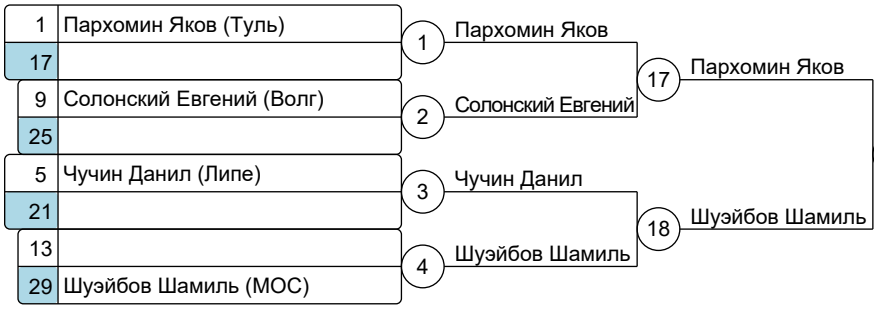 1 Пархомин Яков (Туль)
17
9 Солонский Евгений (Волг)
25
5 Чучин Данил (Липе)
21
13
29 Шуэйбов Шамиль (МОС)
1 Пархомин Яков
2 Солонский Евгений
3 Чучин Данил
4 Шуэйбов Шамиль
17 Пархомин Яков
18 Шуэйбов Шамиль